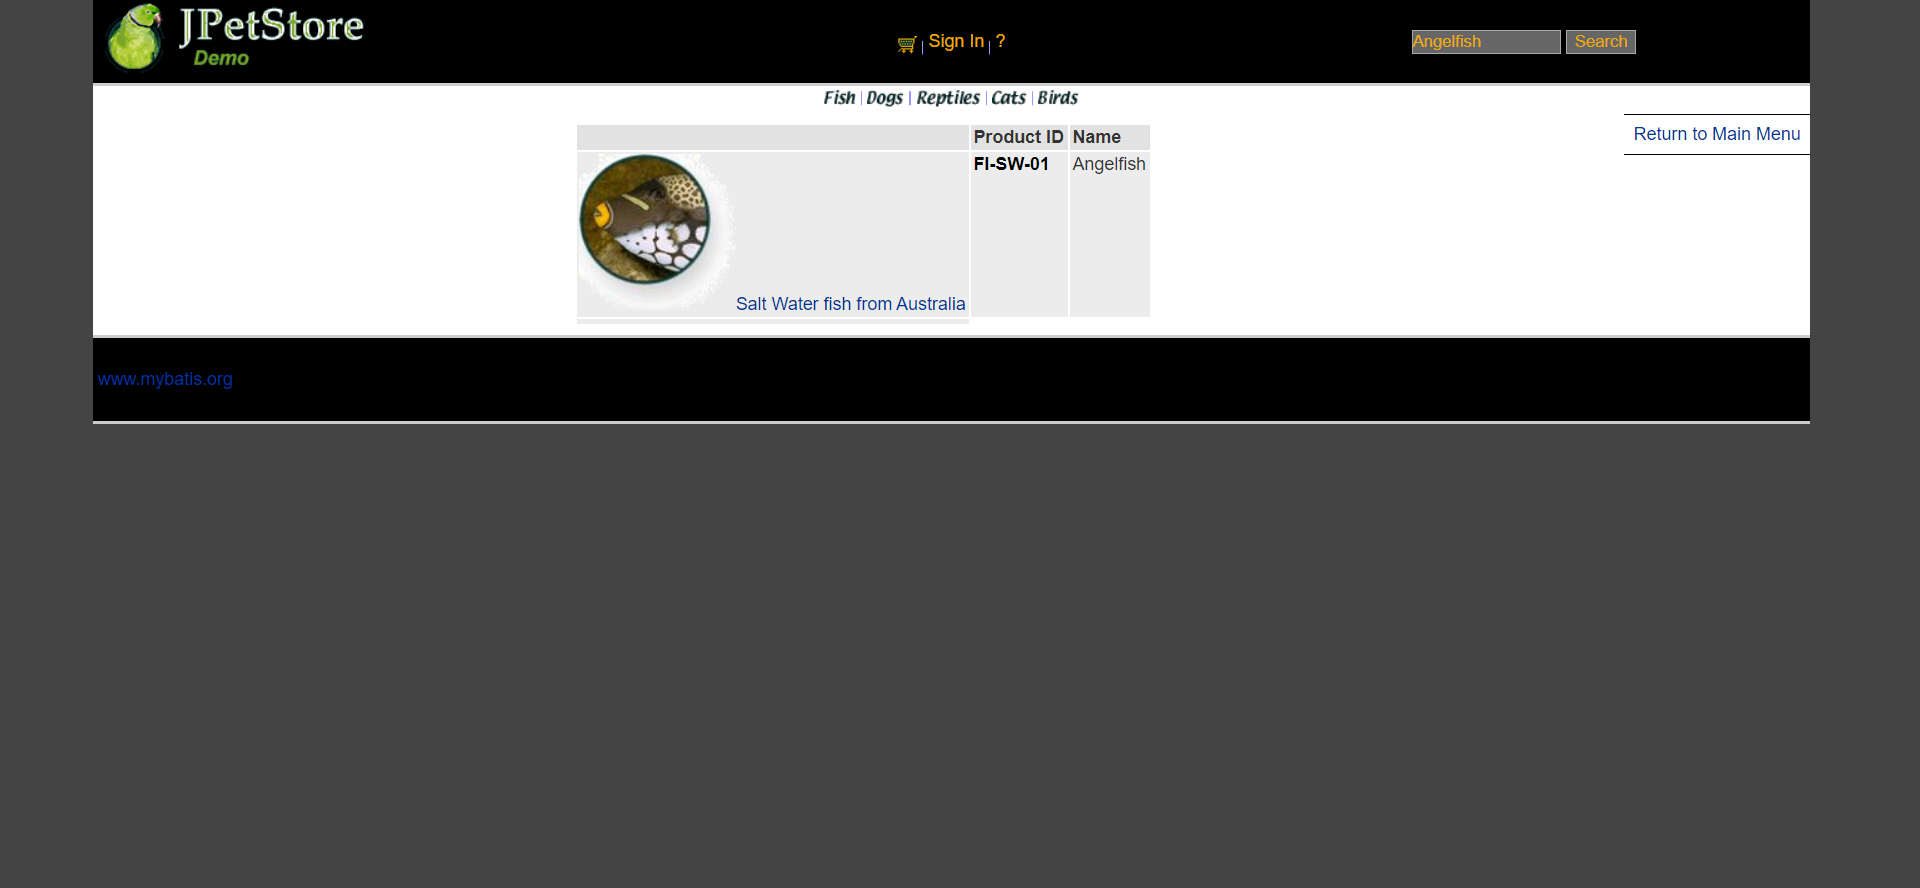 JPetStore
Demo
Sign In ?
Angelfish Search
Fish Dogs Reptiles Cats Birds
Return to Main Menu
Product ID Name
FI-SW-01 Angelfish
Salt Water fish from Australia
www.mybatis.org